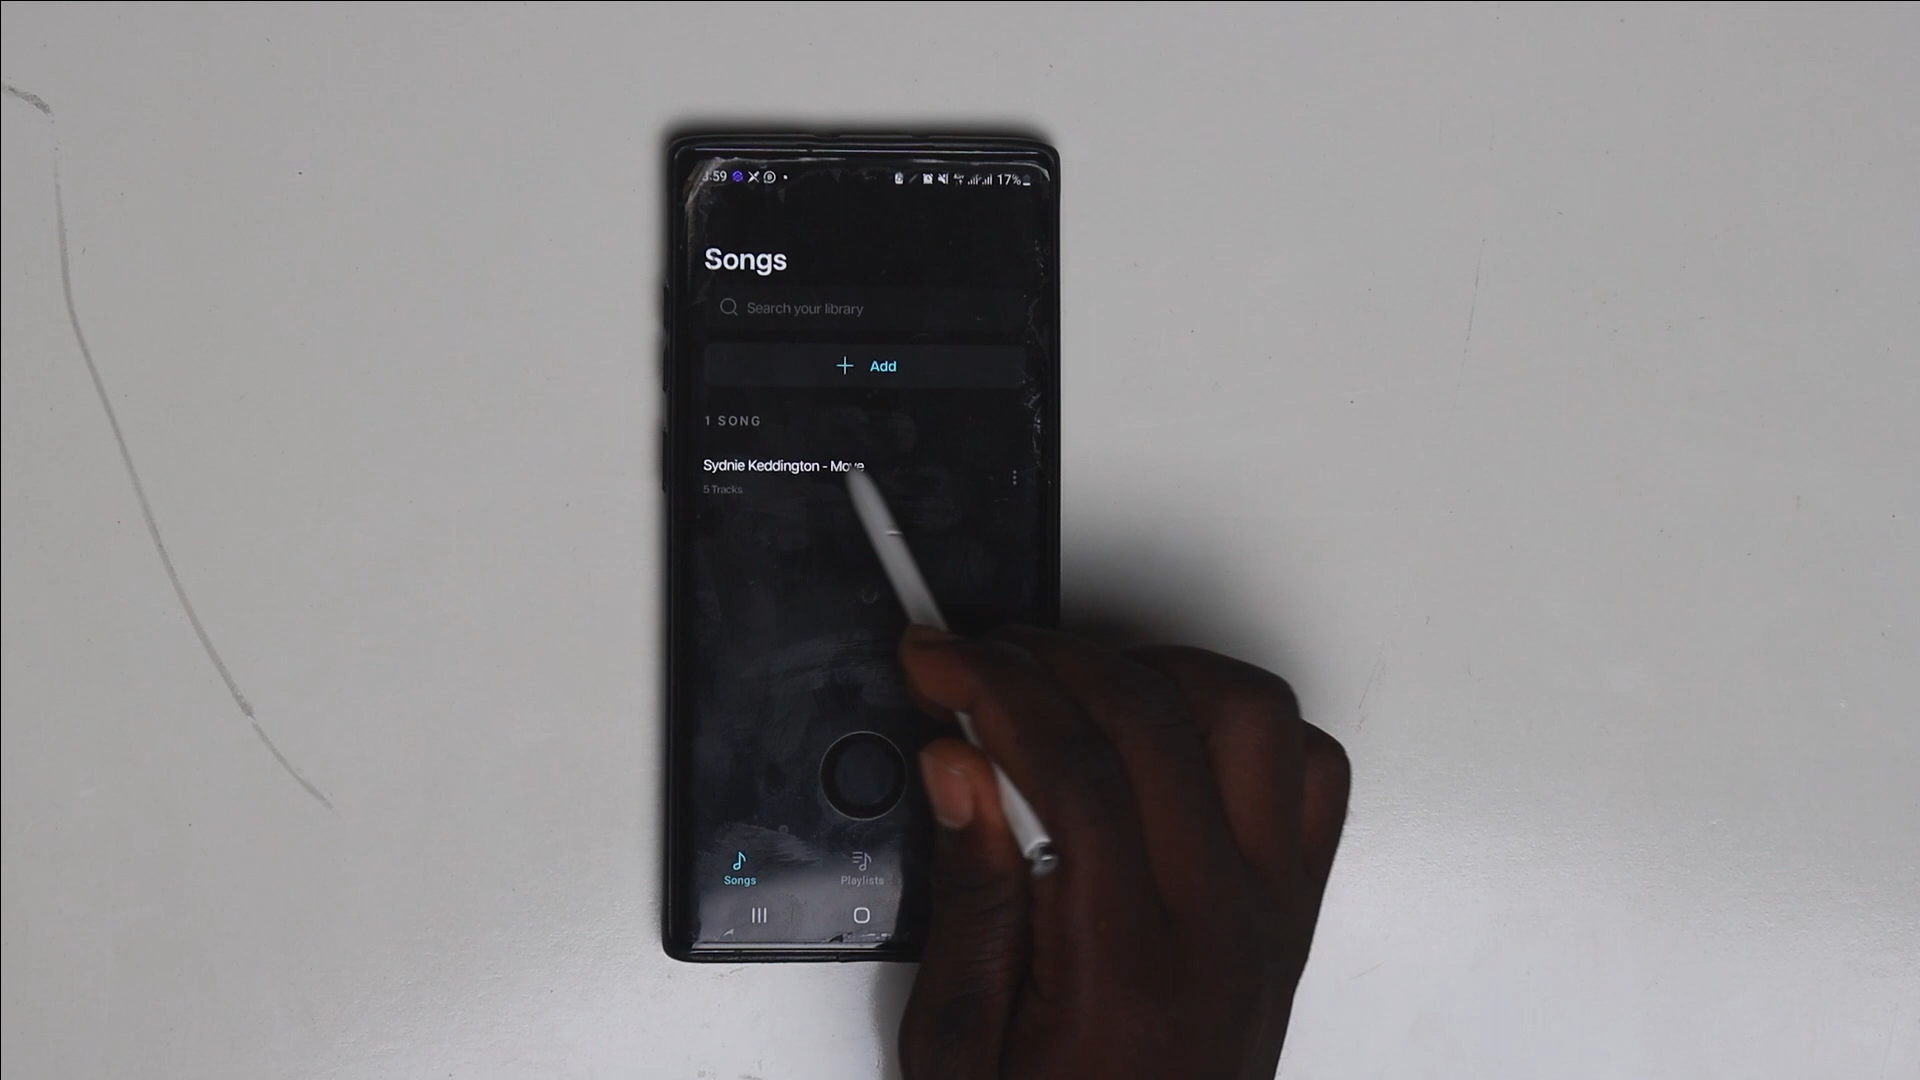 3:59 17%
Songs
Search your library
+ Add
1 SONG
Sydnie Keddington - Move
5 Tracks
Songs Playlists